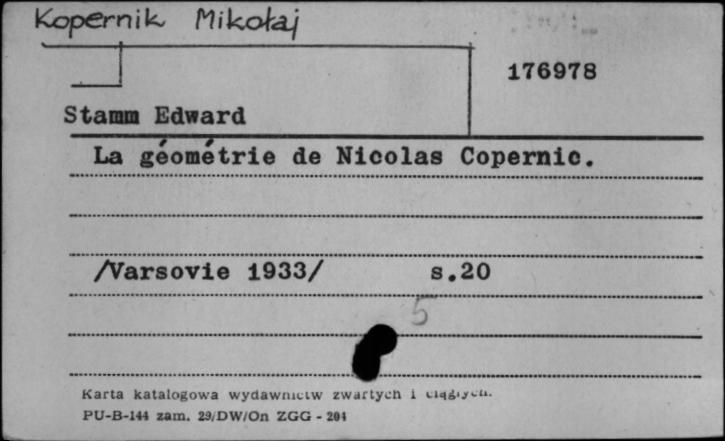 Kopernik Mikołaj
176978
Stamm Edward
La géométrie de Nicolas Copernic.
/Varsovie 1933/ s.20
5
Karta katalogowa wydawnictw zwartych i ciągłych.
PU-B-144 zam. 29/DW/On ZGG - 204